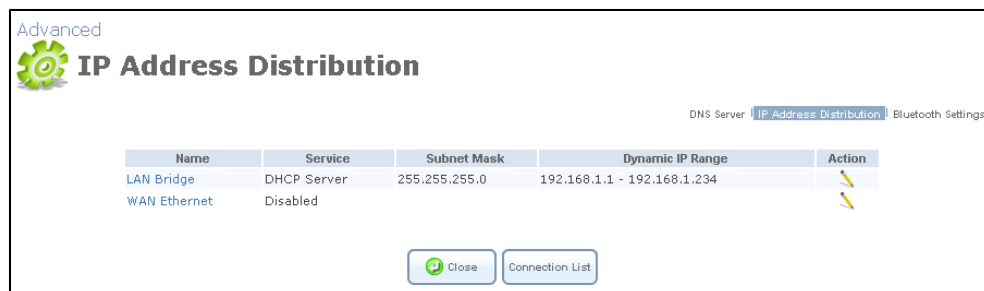 Advanced
IP Address Distribution
DNS Server | IP Address Distribution | Bluetooth Settings
Name Service Subnet Mask Dynamic IP Range Action
LAN Bridge DHCP Server 255.255.255.0 192.168.1.1 - 192.168.1.234
WAN Ethernet Disabled
Close Connection List